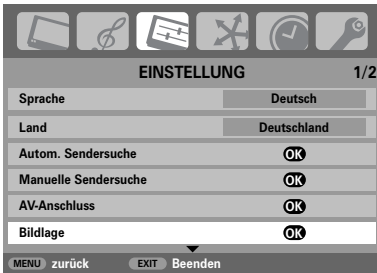 EINSTELLUNG 1/2
Sprache Deutsch
Land Deutschland
Autom. Sendersuche OK
Manuelle Sendersuche OK
AV-Anschluss OK
Bildlage OK
MENU zurück EXIT Beenden